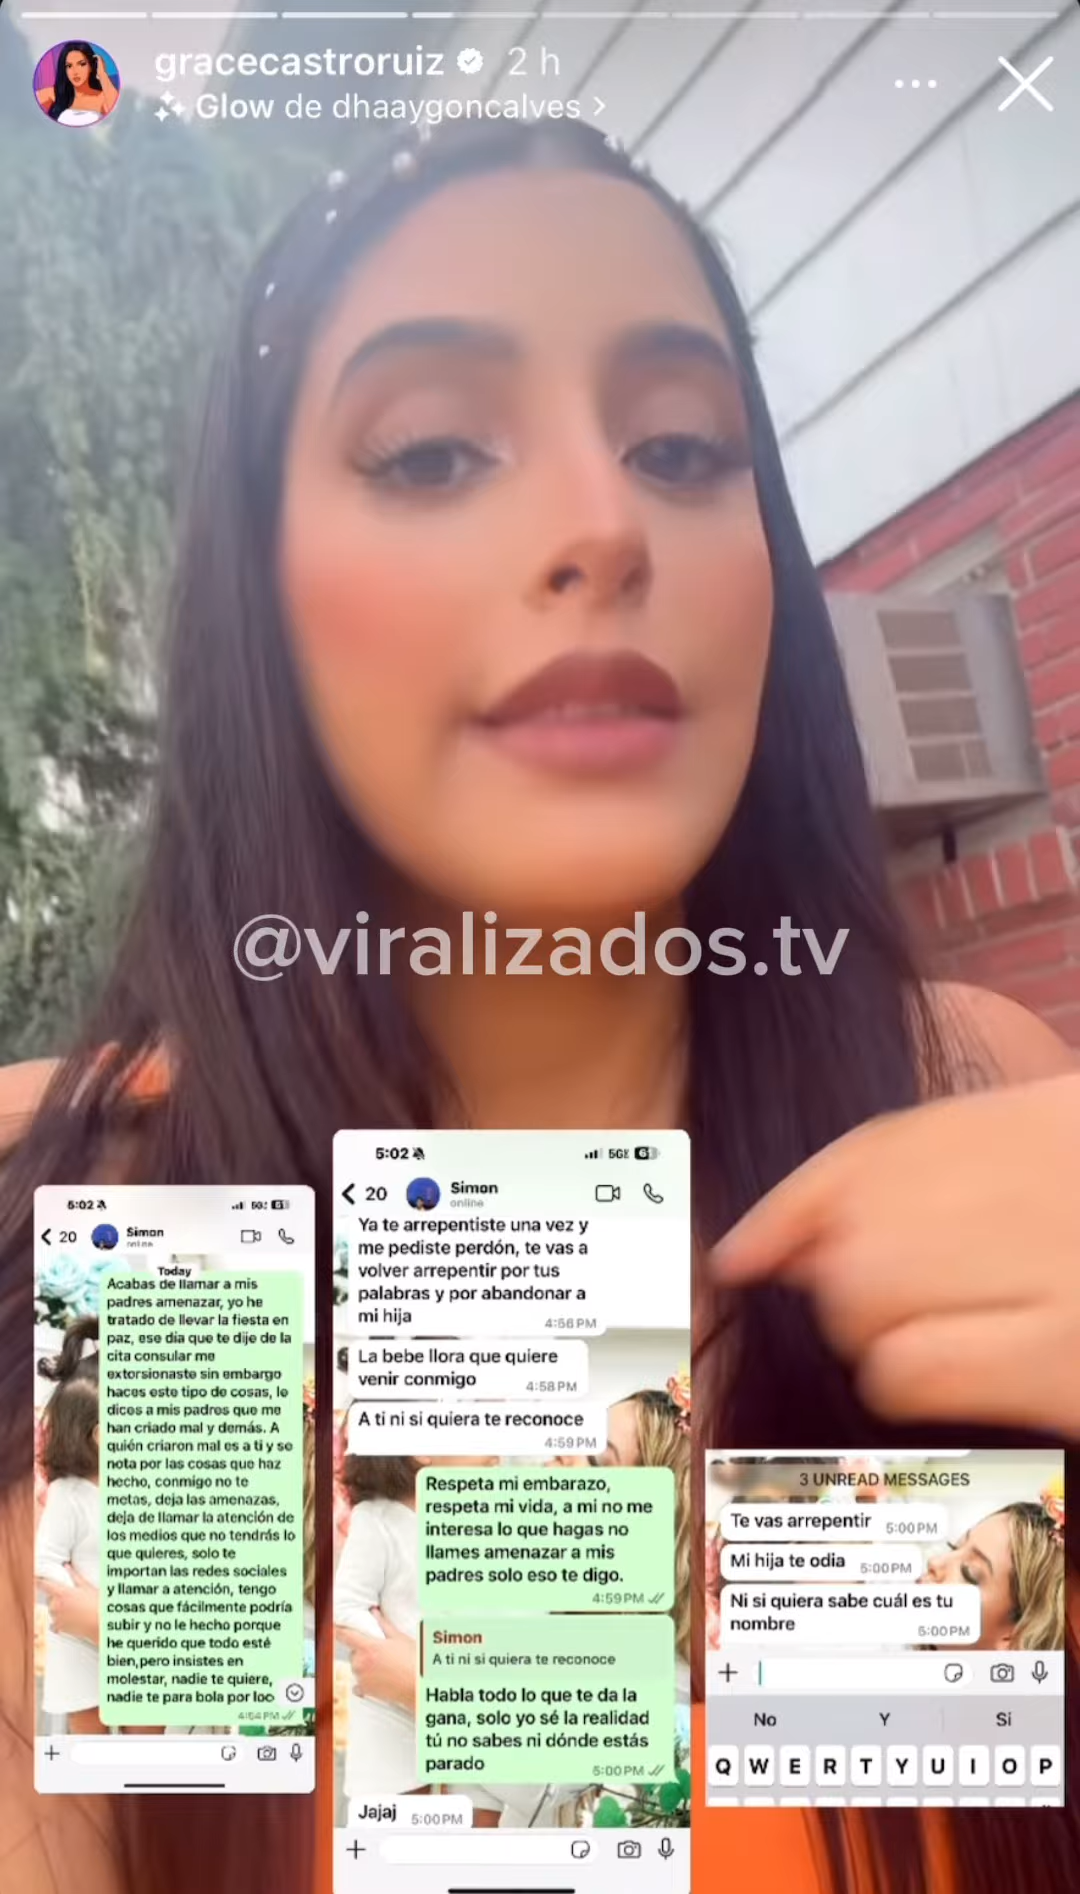 gracecastroruiz 2 h
Glow de dhaaygoncalves >
@viralizados.tv
5:02
5G
20
Simon
online
Today
Acabas de llamar a mis
padres amenazar, yo he
tratado de llevar la fiesta en
paz, ese día que te dije de la
cita consular me
extorsionaste sin embargo
haces este tipo de cosas, le
dices a mis padres que me
han criado mal y demás. A
quién criaron mal es a ti y se
nota por las cosas que haz
hecho, conmigo no te
metas, deja las amenazas,
deja de llamar la atención de
los medios que no tendrás lo
que quieres, solo te
importan las redes sociales
y llamar a atención, tengo
cosas que fácilmente podría
subir y no le hecho porque
he querido que todo esté
bien,pero insistes en
molestar, nadie te quiere,
nadie te para bola por loc
4:54 PM
5:02
5G
20
Simon
online
Ya te arrepentiste una vez y
me pediste perdón, te vas a
volver arrepentir por tus
palabras y por abandonar a
mi hija
4:56 PM
La bebe llora que quiere
venir conmigo
4:58 PM
A ti ni si quiera te reconoce
4:59 PM
Respeta mi embarazo,
respeta mi vida, a mi no me
interesa lo que hagas no
llames amenazar a mis
padres solo eso te digo.
4:59 PM
Simon
A ti ni si quiera te reconoce
Habla todo lo que te da la
gana, solo yo sé la realidad
tú no sabes ni dónde estás
parado
5:00 PM
Jajaj 5:00 PM
3 UNREAD MESSAGES
Te vas arrepentir 5:00 PM
Mi hija te odia 5:00 PM
Ni si quiera sabe cuál es tu
nombre
5:00 PM
No Y Si
Q W E R T Y U I O P